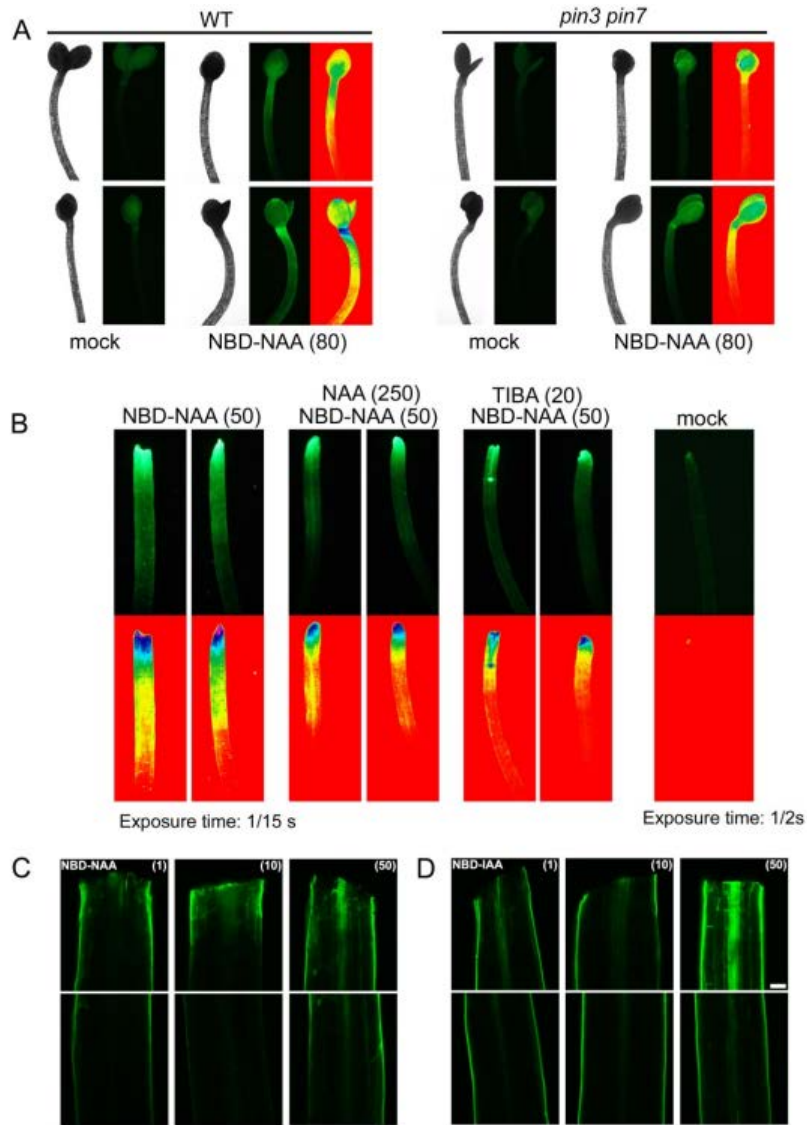 A
WT
pin3 pin7
mock
NBD-NAA (80)
mock
NBD-NAA (80)
B
NBD-NAA (50)
NAA (250)
NBD-NAA (50)
TIBA (20)
NBD-NAA (50)
mock
Exposure time: 1/15 s
Exposure time: 1/2s
C
NBD-NAA
(1)
(10)
(50)
D
NBD-IAA
(1)
(10)
(50)